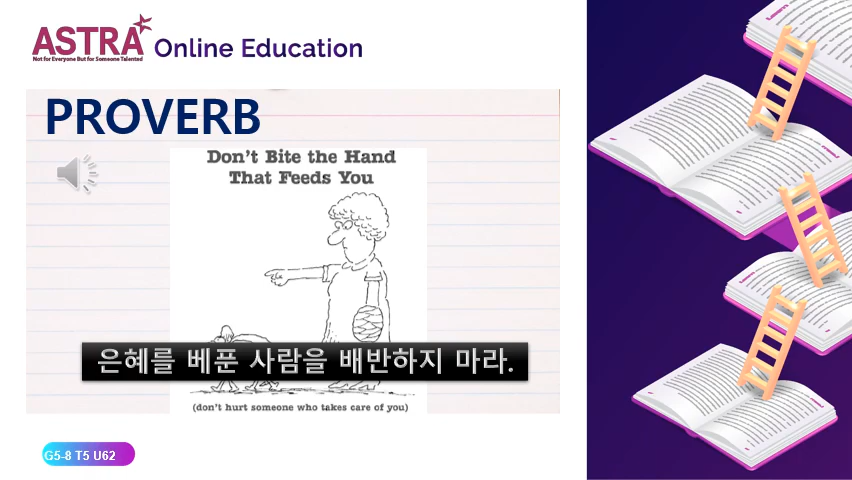 ASTRA Online Education
Not for Everyone But for Someone Talented
PROVERB
Don't Bite the Hand
That Feeds You
은혜를 베푼 사람을 배반하지 마라.
(don't hurt someone who takes care of you)
G5-8 T5 U62